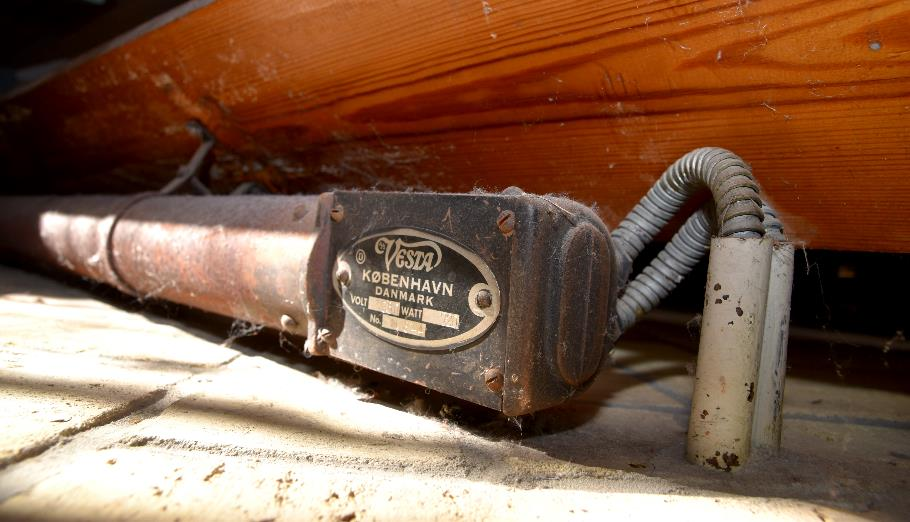 VESTA
KØBENHAVN
DANMARK
VOLT WATT
No.